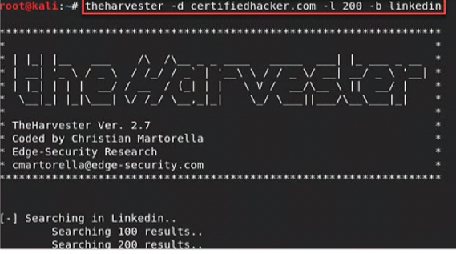 root@kali:~# theharvester -d certifiedhacker.com -l 200 -b linkedin
*******************************************************************
theHarvester
* TheHarvester Ver. 2.7
* Coded by Christian Martorella
* Edge-Security Research
* cmartorella@edge-security.com
*******************************************************************
[-] Searching in Linkedin..
Searching 100 results..
Searching 200 results..